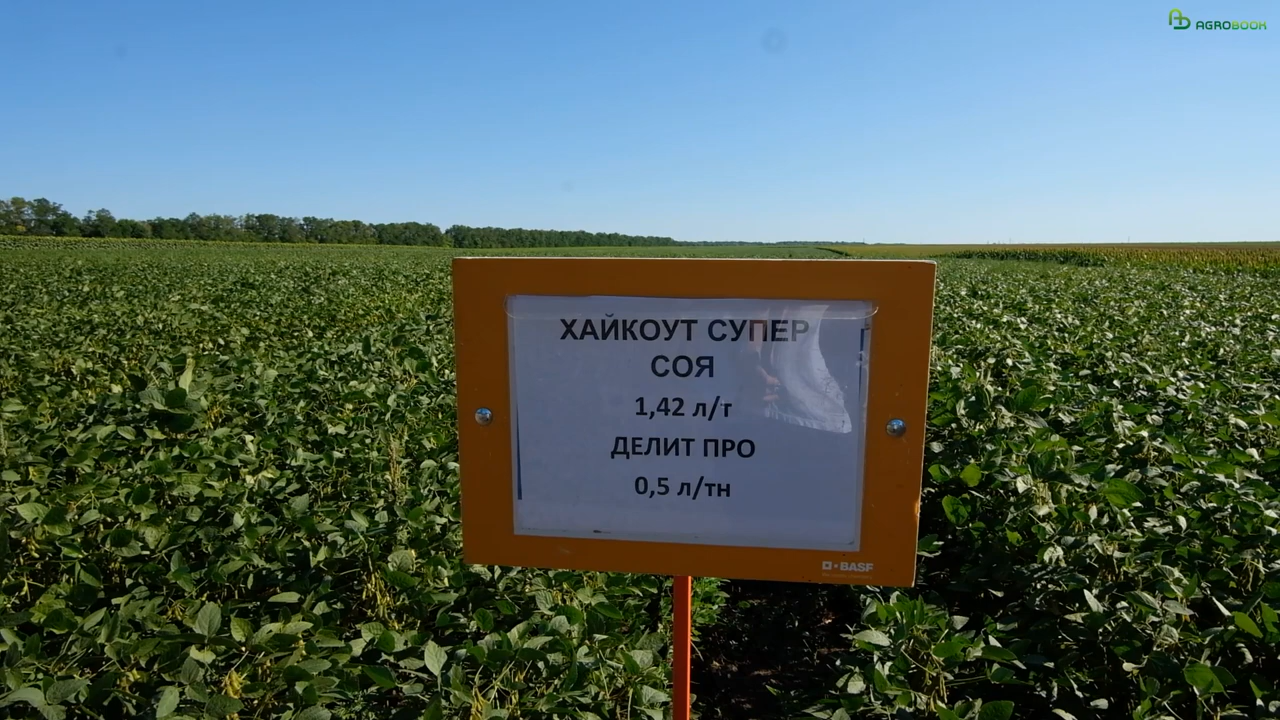 AGROBOOK
ХАЙКОУТ СУПЕР
СОЯ
1,42 л/т
ДЕЛИТ ПРО
0,5 л/тн
BASF